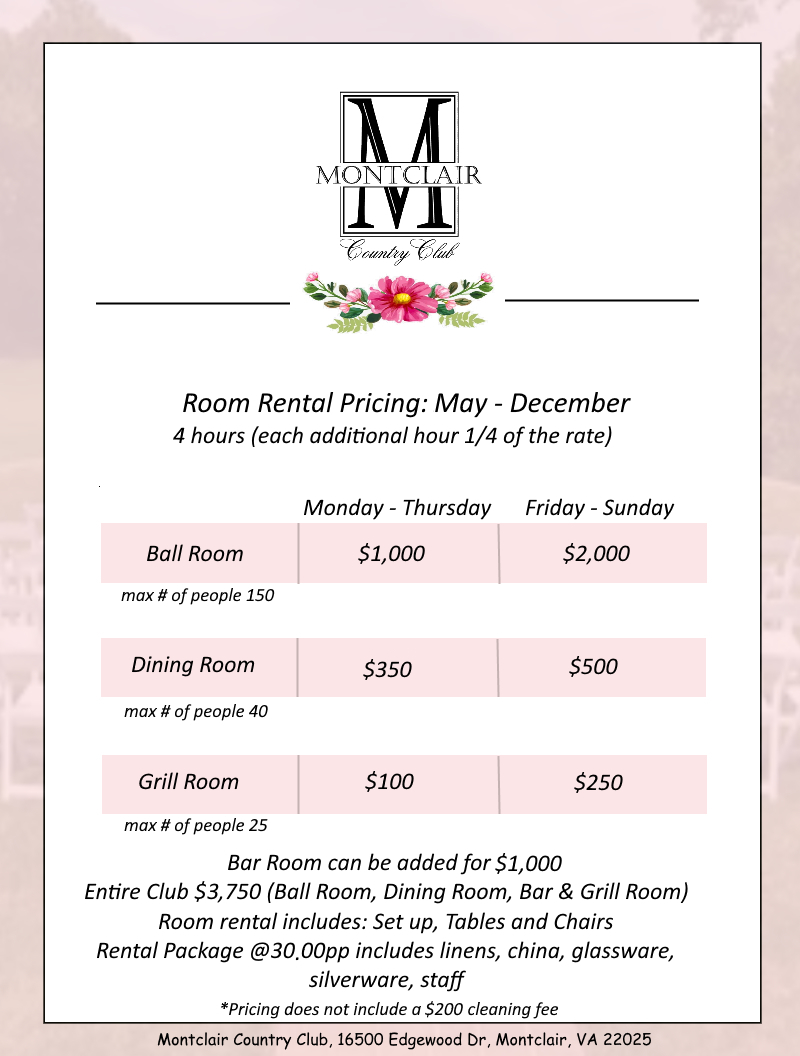 M
MONTCLAIR
Country Club
Room Rental Pricing: May - December
4 hours (each additional hour 1/4 of the rate)
Monday - Thursday Friday - Sunday
Ball Room $1,000 $2,000
max # of people 150
Dining Room $350 $500
max # of people 40
Grill Room $100 $250
max # of people 25
Bar Room can be added for $1,000
Entire Club $3,750 (Ball Room, Dining Room, Bar & Grill Room)
Room rental includes: Set up, Tables and Chairs
Rental Package @30.00pp includes linens, china, glassware,
silverware, staff
*Pricing does not include a $200 cleaning fee
Montclair Country Club, 16500 Edgewood Dr, Montclair, VA 22025